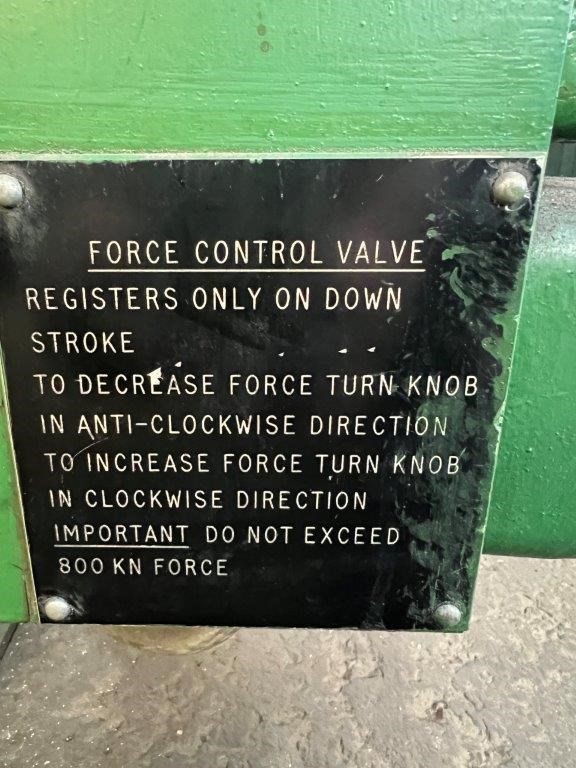 FORCE CONTROL VALVE
REGISTERS ONLY ON DOWN
STROKE
TO DECREASE FORCE TURN KNOB
IN ANTI-CLOCKWISE DIRECTION
TO INCREASE FORCE TURN KNOB
IN CLOCKWISE DIRECTION
IMPORTANT DO NOT EXCEED
800 KN FORCE